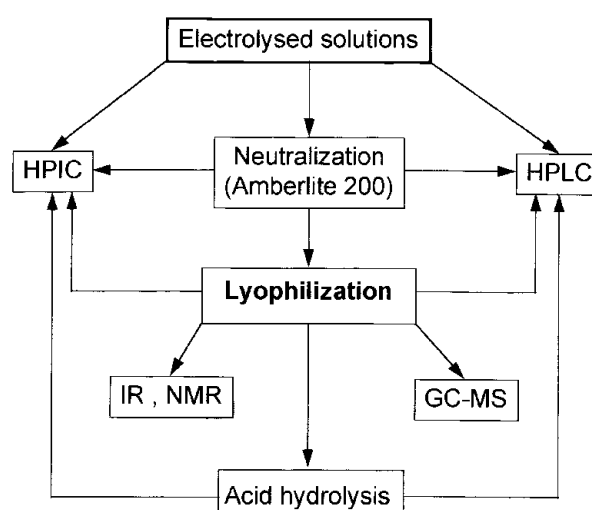 Electrolysed solutions
HPIC
Neutralization
(Amberlite 200)
HPLC
Lyophilization
IR , NMR
GC-MS
Acid hydrolysis